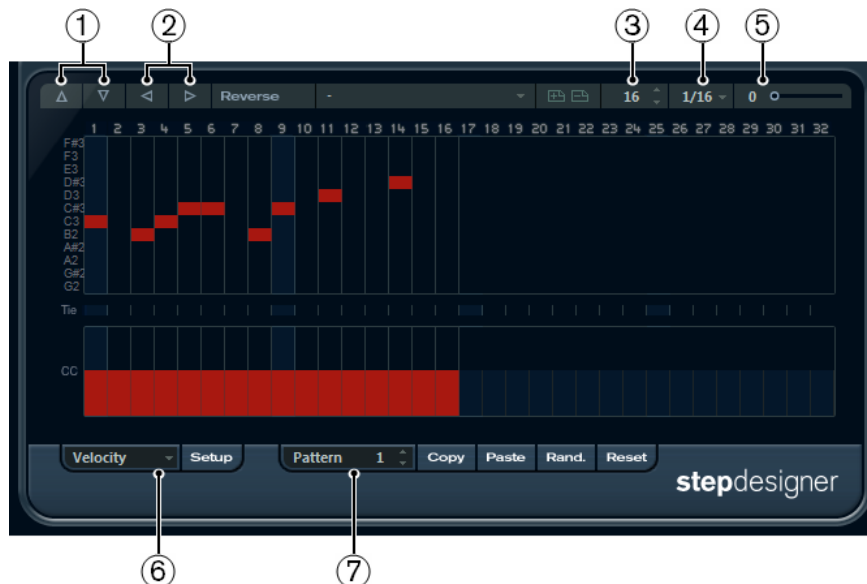 1 2 3 4 5
Reverse - 16 1/16 0
1 2 3 4 5 6 7 8 9 10 11 12 13 14 15 16 17 18 19 20 21 22 23 24 25 26 27 28 29 30 31 32
F#3
F3
E3
D#3
D3
C#3
C3
B2
A#2
A2
G#2
G2
Tie
CC
Velocity Setup Pattern 1 Copy Paste Rand. Reset
stepdesigner
6 7